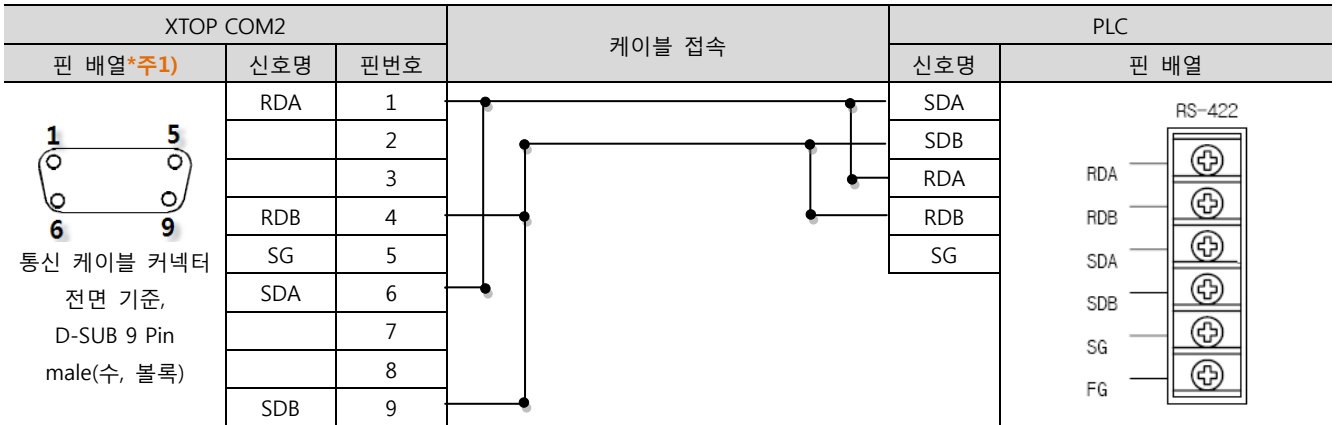 XTOP COM2 케이블 접속 PLC
핀 배열*주1) 신호명 핀번호 신호명 핀 배열
RDA 1 SDA
2 SDB
3 RDA
RDB 4 RDB
SG 5 SG
SDA 6
7
8
SDB 9
1 5
6 9
통신 케이블 커넥터
전면 기준,
D-SUB 9 Pin
male(수, 볼록)
RS-422
RDA
RDB
SDA
SDB
SG
FG